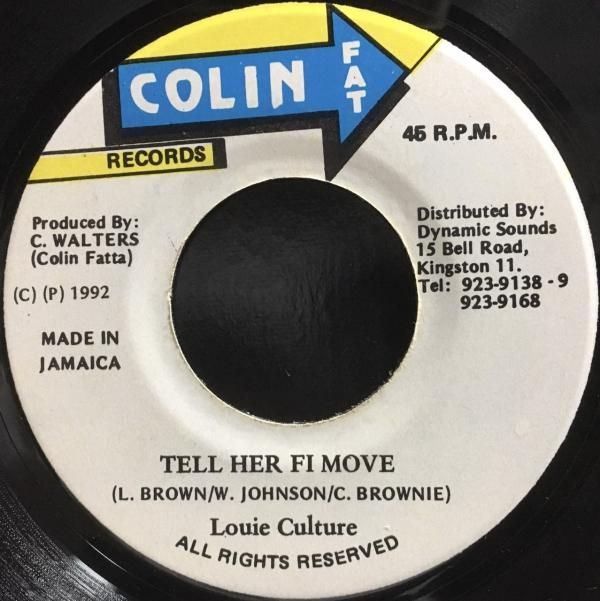 COLIN
FAT
RECORDS
45 R.P.M.
Produced By:
C. WALTERS
(Colin Fatta)
(C) (P) 1992
MADE IN
JAMAICA
Distributed By:
Dynamic Sounds
15 Bell Road,
Kingston 11.
Tel: 923-9138 - 9
923-9168
TELL HER FI MOVE
(L. BROWN/W. JOHNSON/C. BROWNIE)
Louie Culture
ALL RIGHTS RESERVED